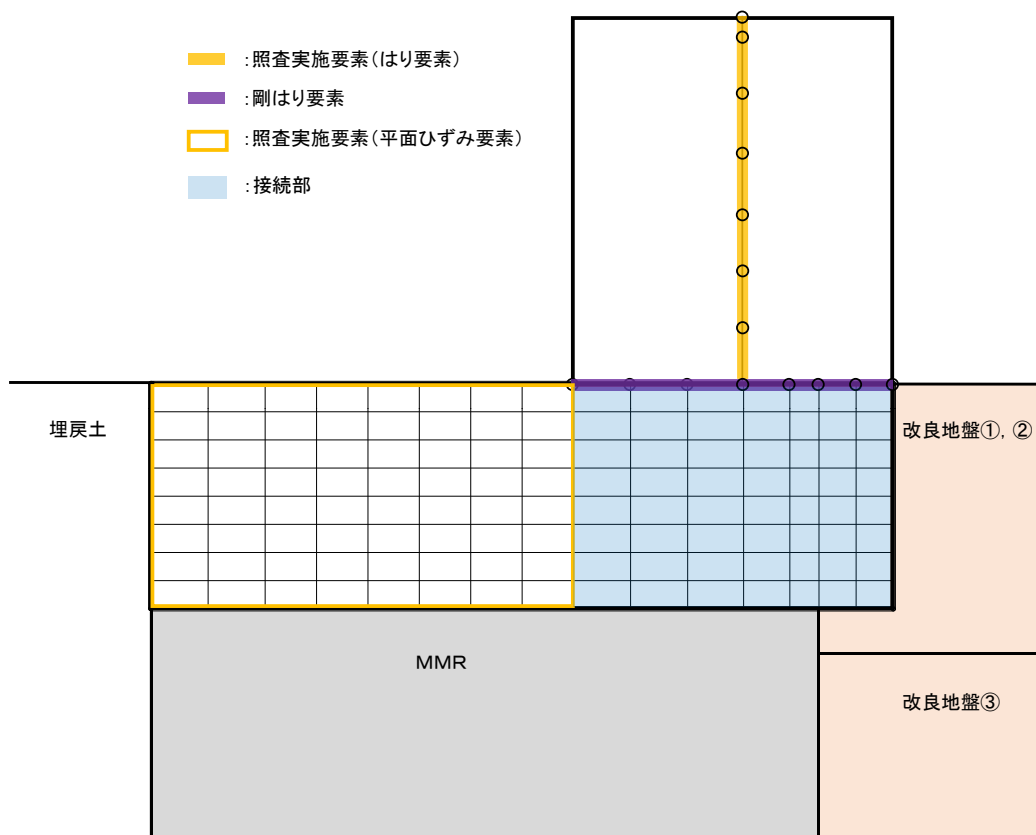 ：照査実施要素（はり要素）
：剛はり要素
：照査実施要素（平面ひずみ要素）
：接続部
埋戻土
改良地盤①，②
ＭＭＲ
改良地盤③